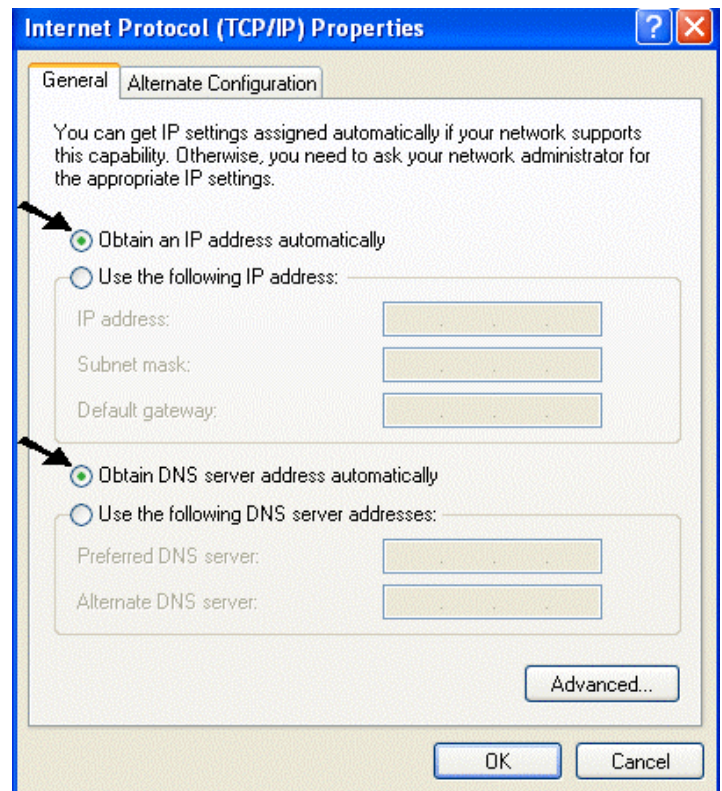 Internet Protocol (TCP/IP) Properties
General
Alternate Configuration
You can get IP settings assigned automatically if your network supports
this capability. Otherwise, you need to ask your network administrator for
the appropriate IP settings.
Obtain an IP address automatically
Use the following IP address:
IP address:
Subnet mask:
Default gateway:
Obtain DNS server address automatically
Use the following DNS server addresses:
Preferred DNS server:
Alternate DNS server:
Advanced...
OK
Cancel